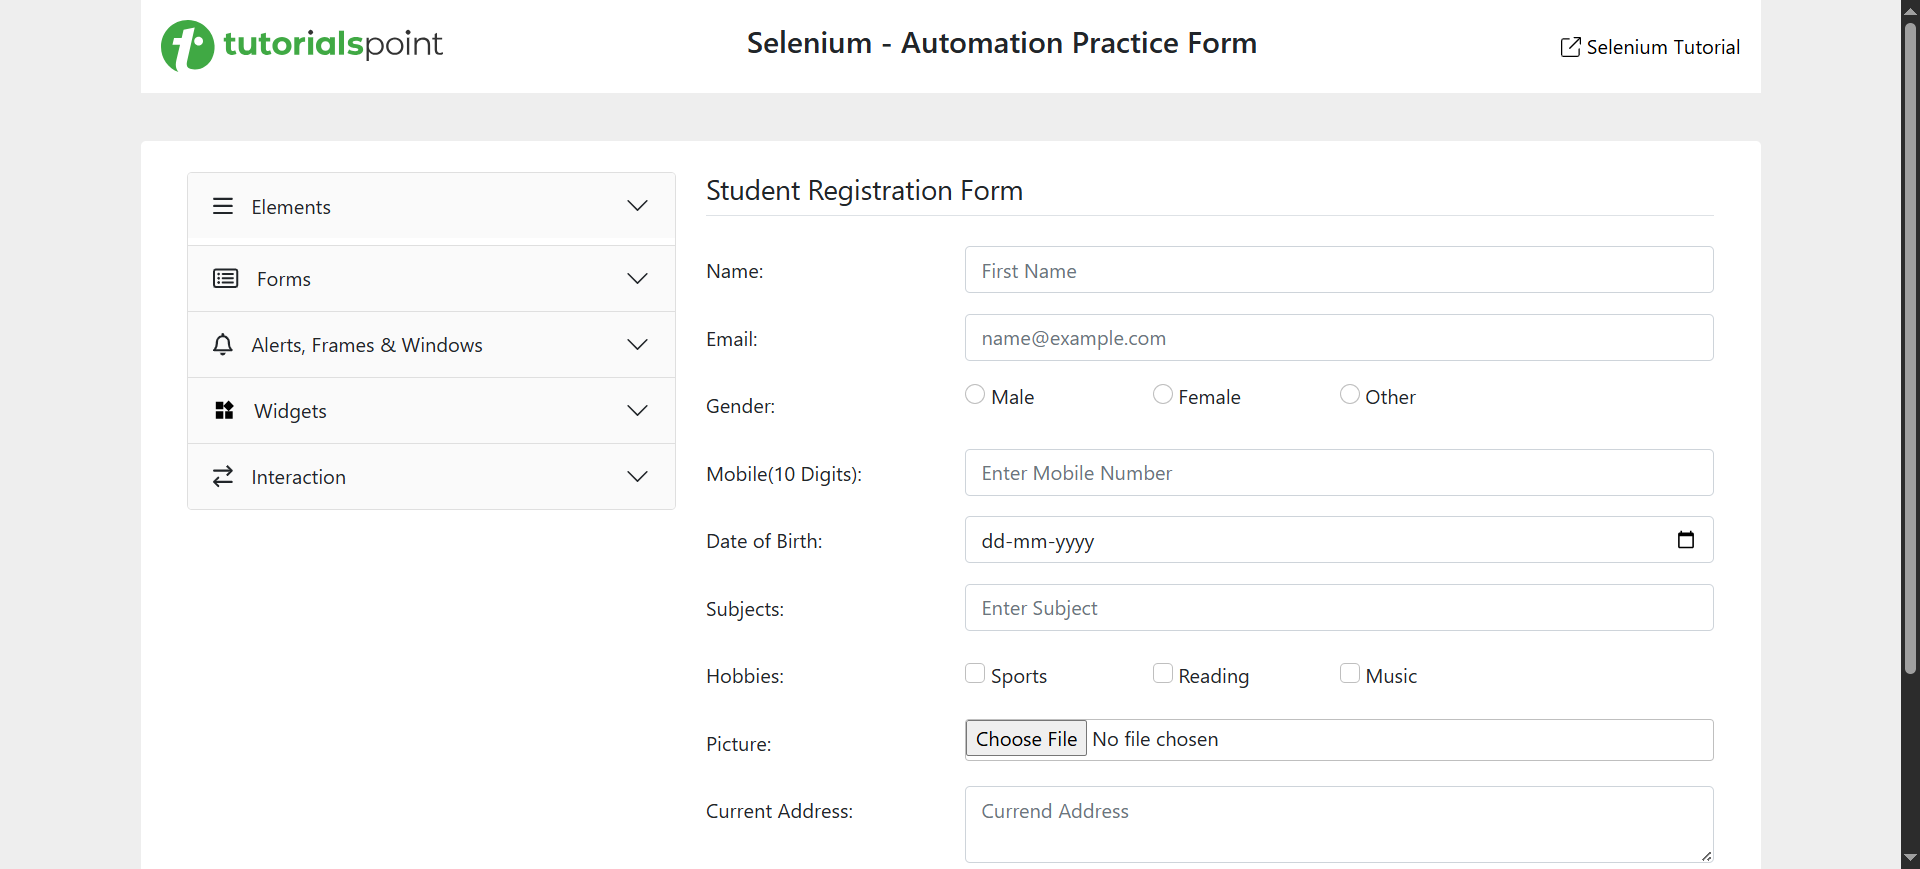 tutorialspoint
Selenium - Automation Practice Form
Selenium Tutorial
Elements
Forms
Alerts, Frames & Windows
Widgets
Interaction
Student Registration Form
Name:
First Name
Email:
name@example.com
Gender:
Male Female Other
Mobile(10 Digits):
Enter Mobile Number
Date of Birth:
dd-mm-yyyy
Subjects:
Enter Subject
Hobbies:
Sports Reading Music
Picture:
Choose File No file chosen
Current Address:
Currend Address